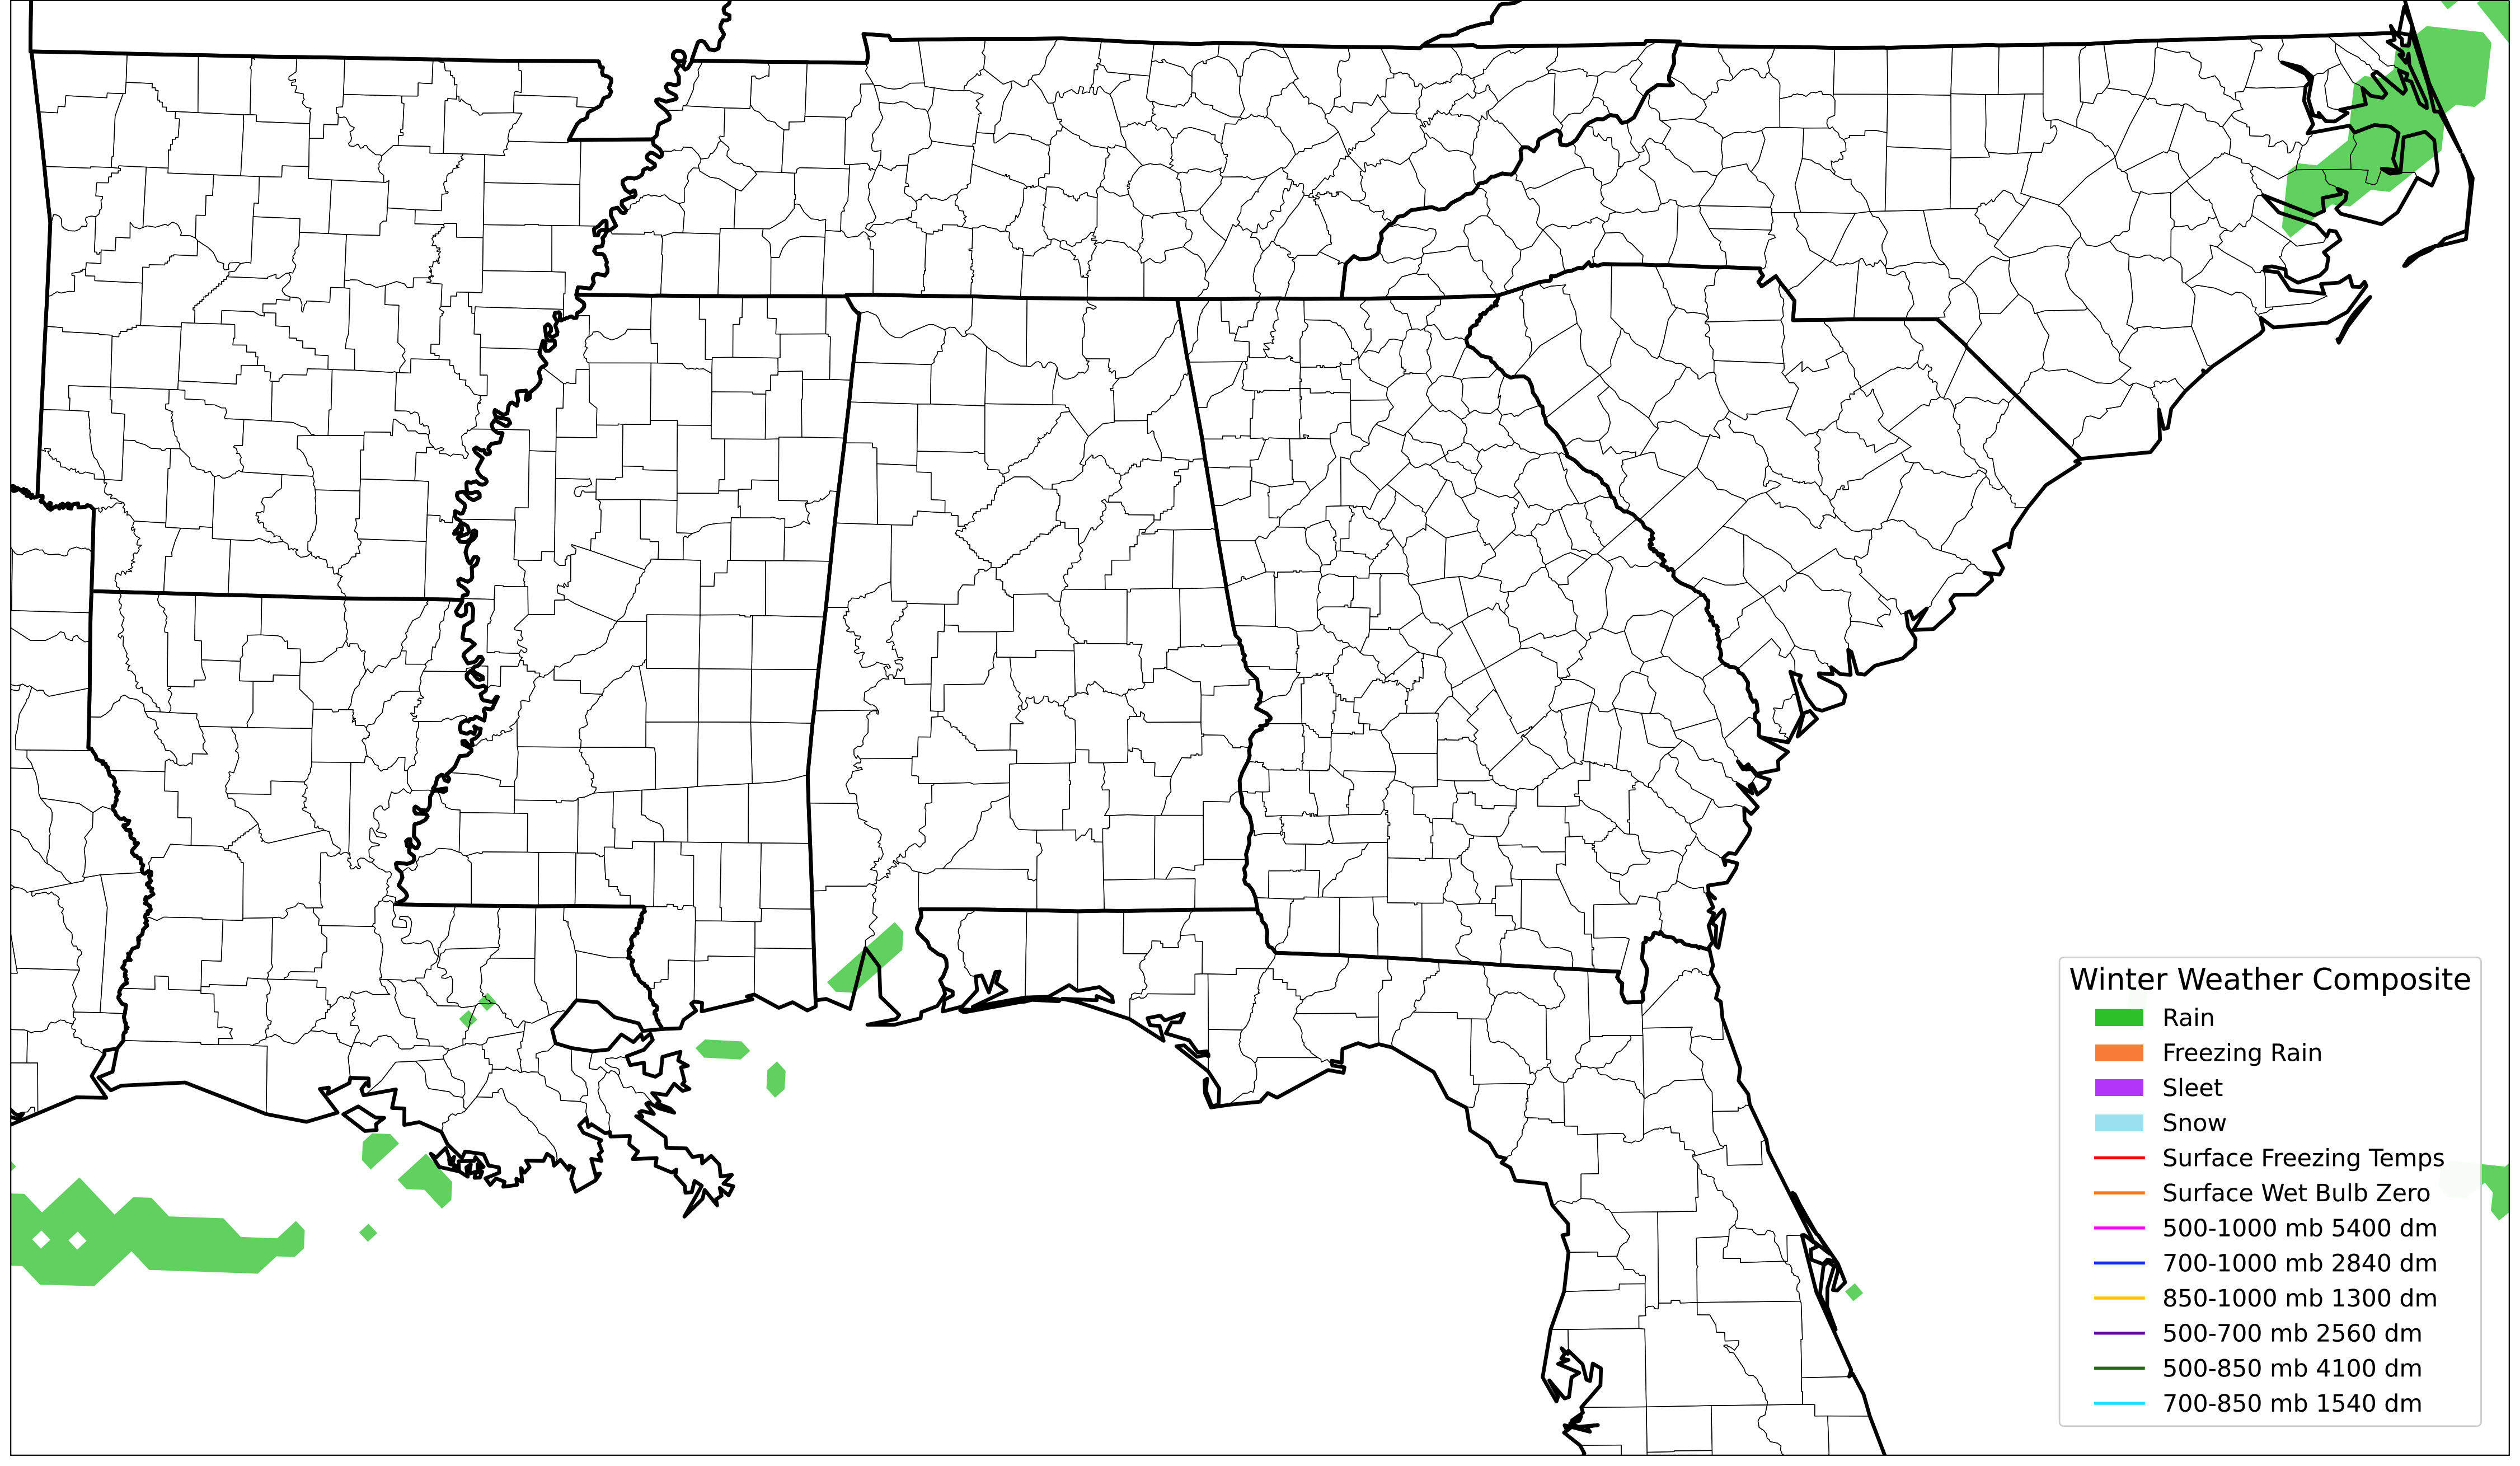 Winter Weather Composite
Rain
Freezing Rain
Sleet
Snow
Surface Freezing Temps
Surface Wet Bulb Zero
500-1000 mb 5400 dm
700-1000 mb 2840 dm
850-1000 mb 1300 dm
500-700 mb 2560 dm
500-850 mb 4100 dm
700-850 mb 1540 dm